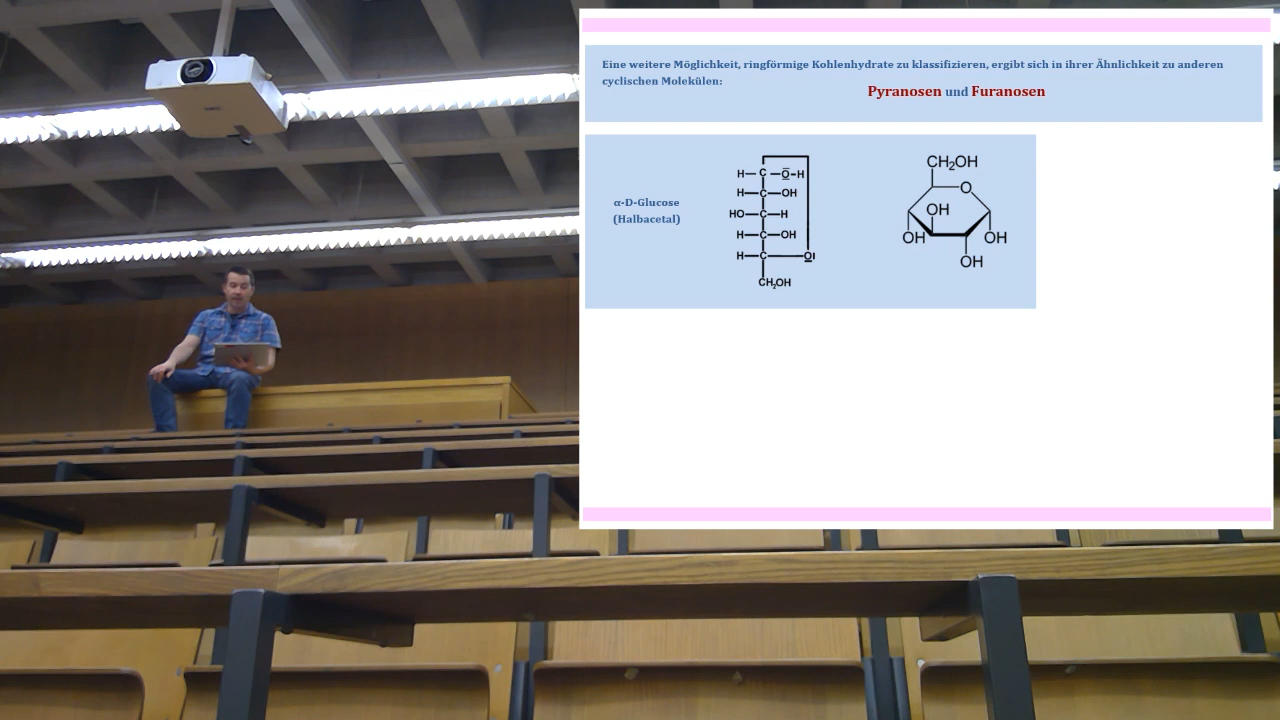 Eine weitere Möglichkeit, ringförmige Kohlenhydrate zu klassifizieren, ergibt sich in ihrer Ähnlichkeit zu anderen
cyclischen Molekülen:
Pyranosen und Furanosen
α-D-Glucose
(Halbacetal)
H-C-O-H
H-C-OH
HO-C-H
H-C-OH
H-C-O
CH2OH
CH2OH
O
OH
OH
OH
OH